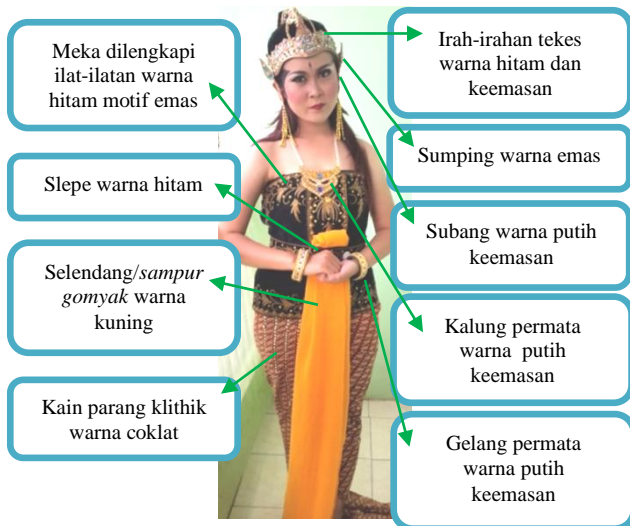 Meka dilengkapi
ilat-ilatan warna
hitam motif emas
Slepe warna hitam
Selendang/sampur
gomyak warna
kuning
Kain parang klithik
warna coklat
Irah-irahan tekes
warna hitam dan
keemasan
Sumping warna emas
Subang warna putih
keemasan
Kalung permata
warna putih
keemasan
Gelang permata
warna putih
keemasan